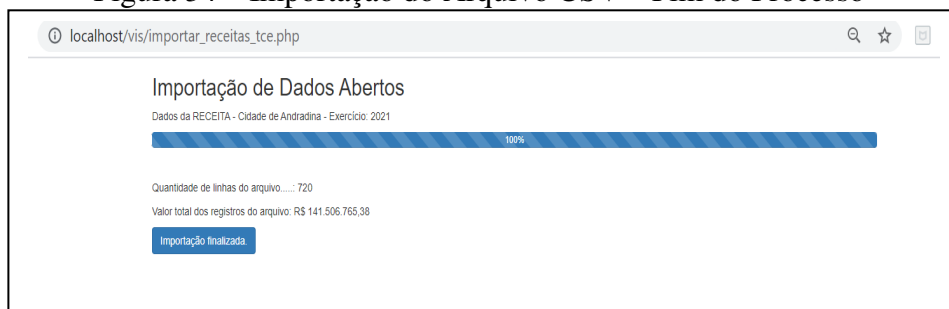 localhost/vis/importar_receitas_tce.php
Importação de Dados Abertos
Dados da RECEITA - Cidade de Andradina - Exercício: 2021
100%
Quantidade de linhas do arquivo.....: 720
Valor total dos registros do arquivo: R$ 141.506.765,38
Importação finalizada.